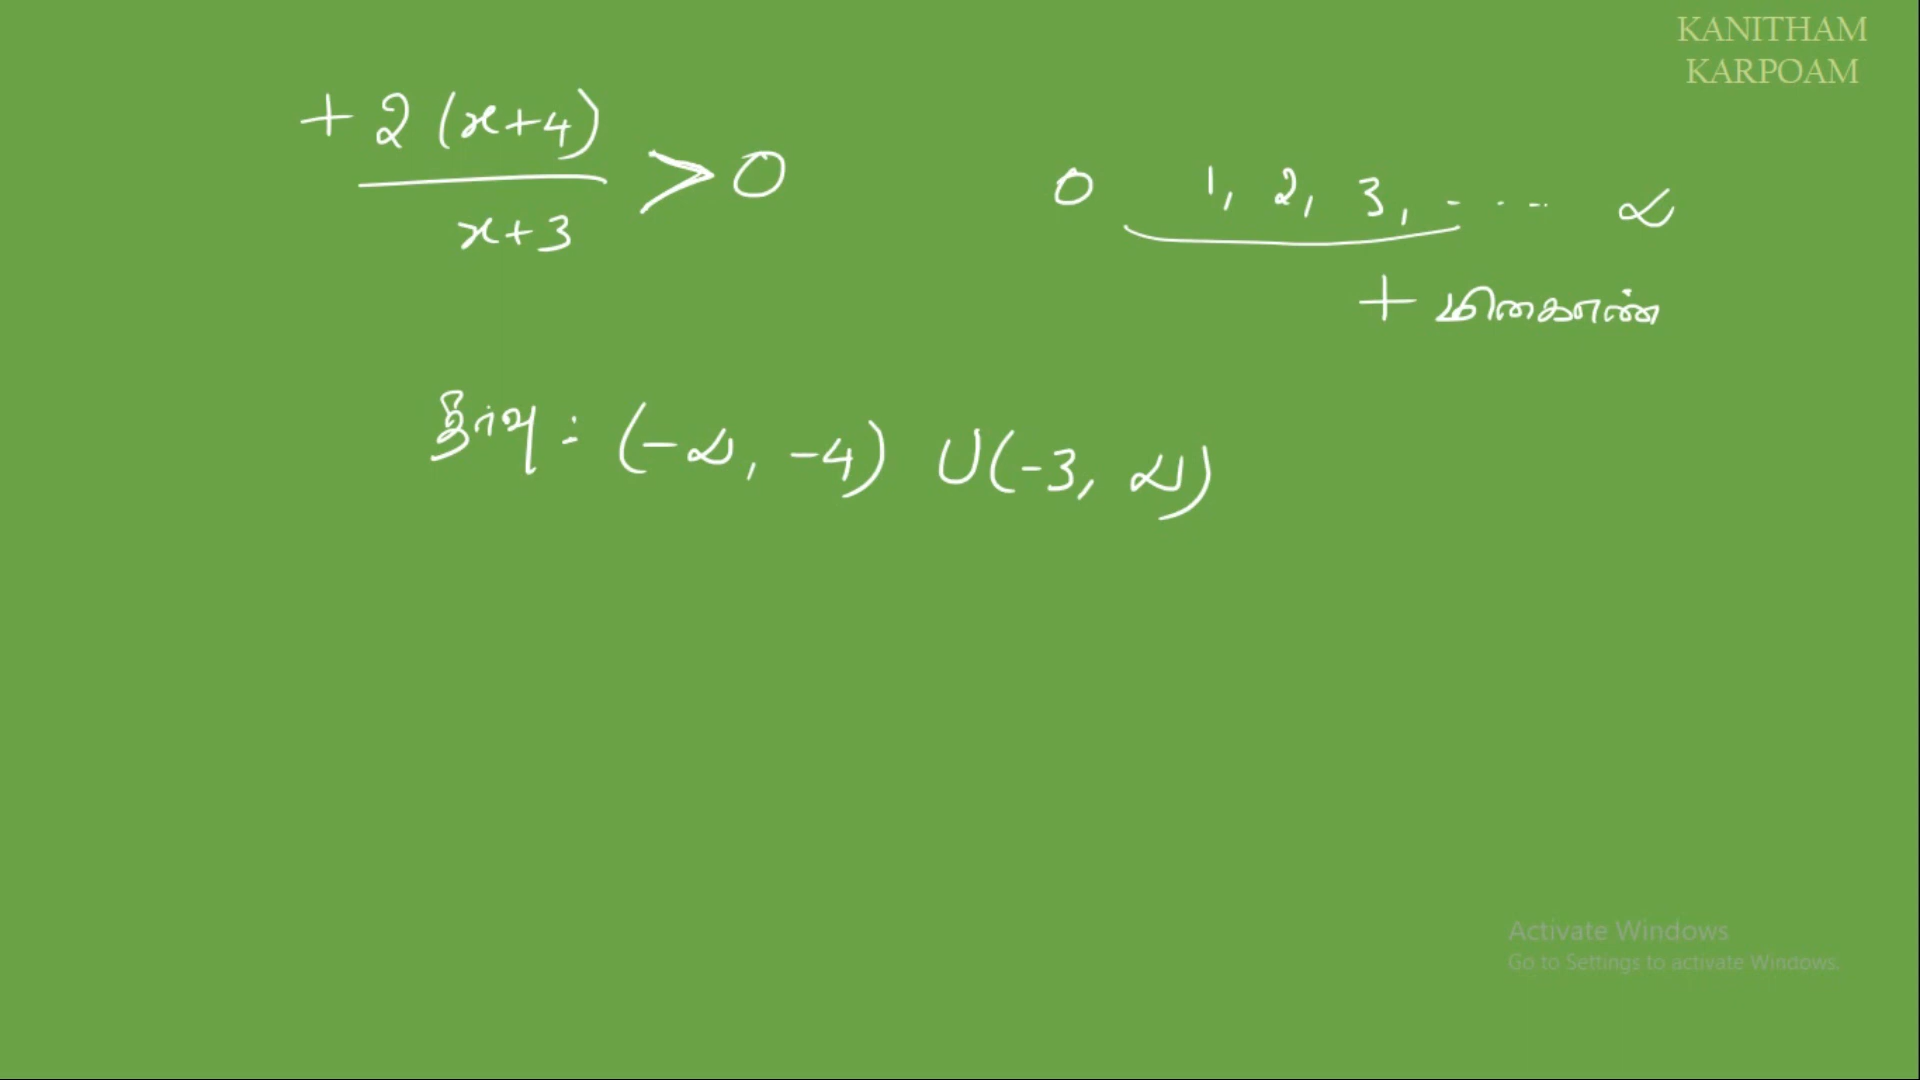 KANITHAM
KARPOAM
+2(x+4)/x+3 > 0
0 1, 2, 3, ..... ∞
+ மிகைஎண்
தீர்வு : (-∞, -4) ∪ (-3, ∞)
Activate Windows
Go to Settings to activate Windows.